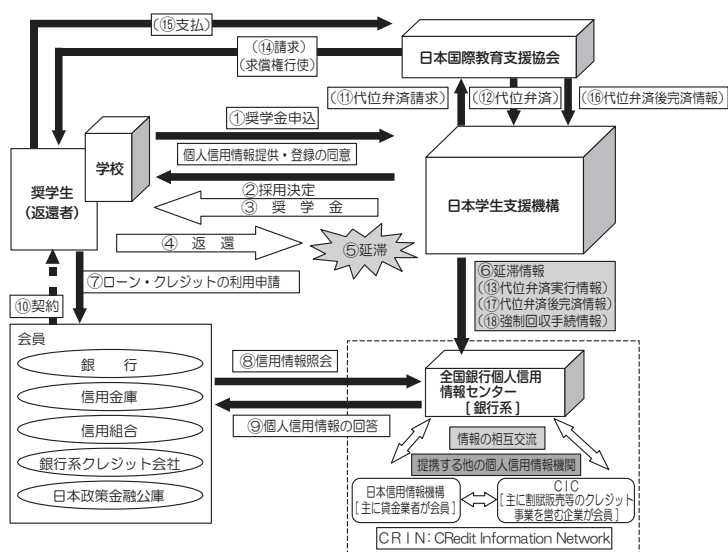 (⑮支払)
(⑭請求)
(求償権行使)
日本国際教育支援協会
(⑪代位弁済請求)
(⑫代位弁済)
(⑯代位弁済後完済情報)
①奨学金申込
個人信用情報提供・登録の同意
学校
奨学生
(返還者)
②採用決定
③ 奨 学 金
④ 返 還
⑤延滞
日本学生支援機構
⑦ローン・クレジットの利用申請
⑩契約
⑥延滞情報
(⑬代位弁済実行情報)
(⑰代位弁済後完済情報)
(⑱強制回収手続情報)
会員
銀 行
信用金庫
信用組合
銀行系クレジット会社
日本政策金融公庫
⑧信用情報照会
⑨個人信用情報の回答
全国銀行個人信用
情報センター
[銀行系]
情報の相互交流
提携する他の個人信用情報機関
日本信用情報機構
[主に貸金業者が会員]
CIC
[主に割賦販売等のクレジット
事業を営む企業が会員]
CRIN:CRedit Information Network